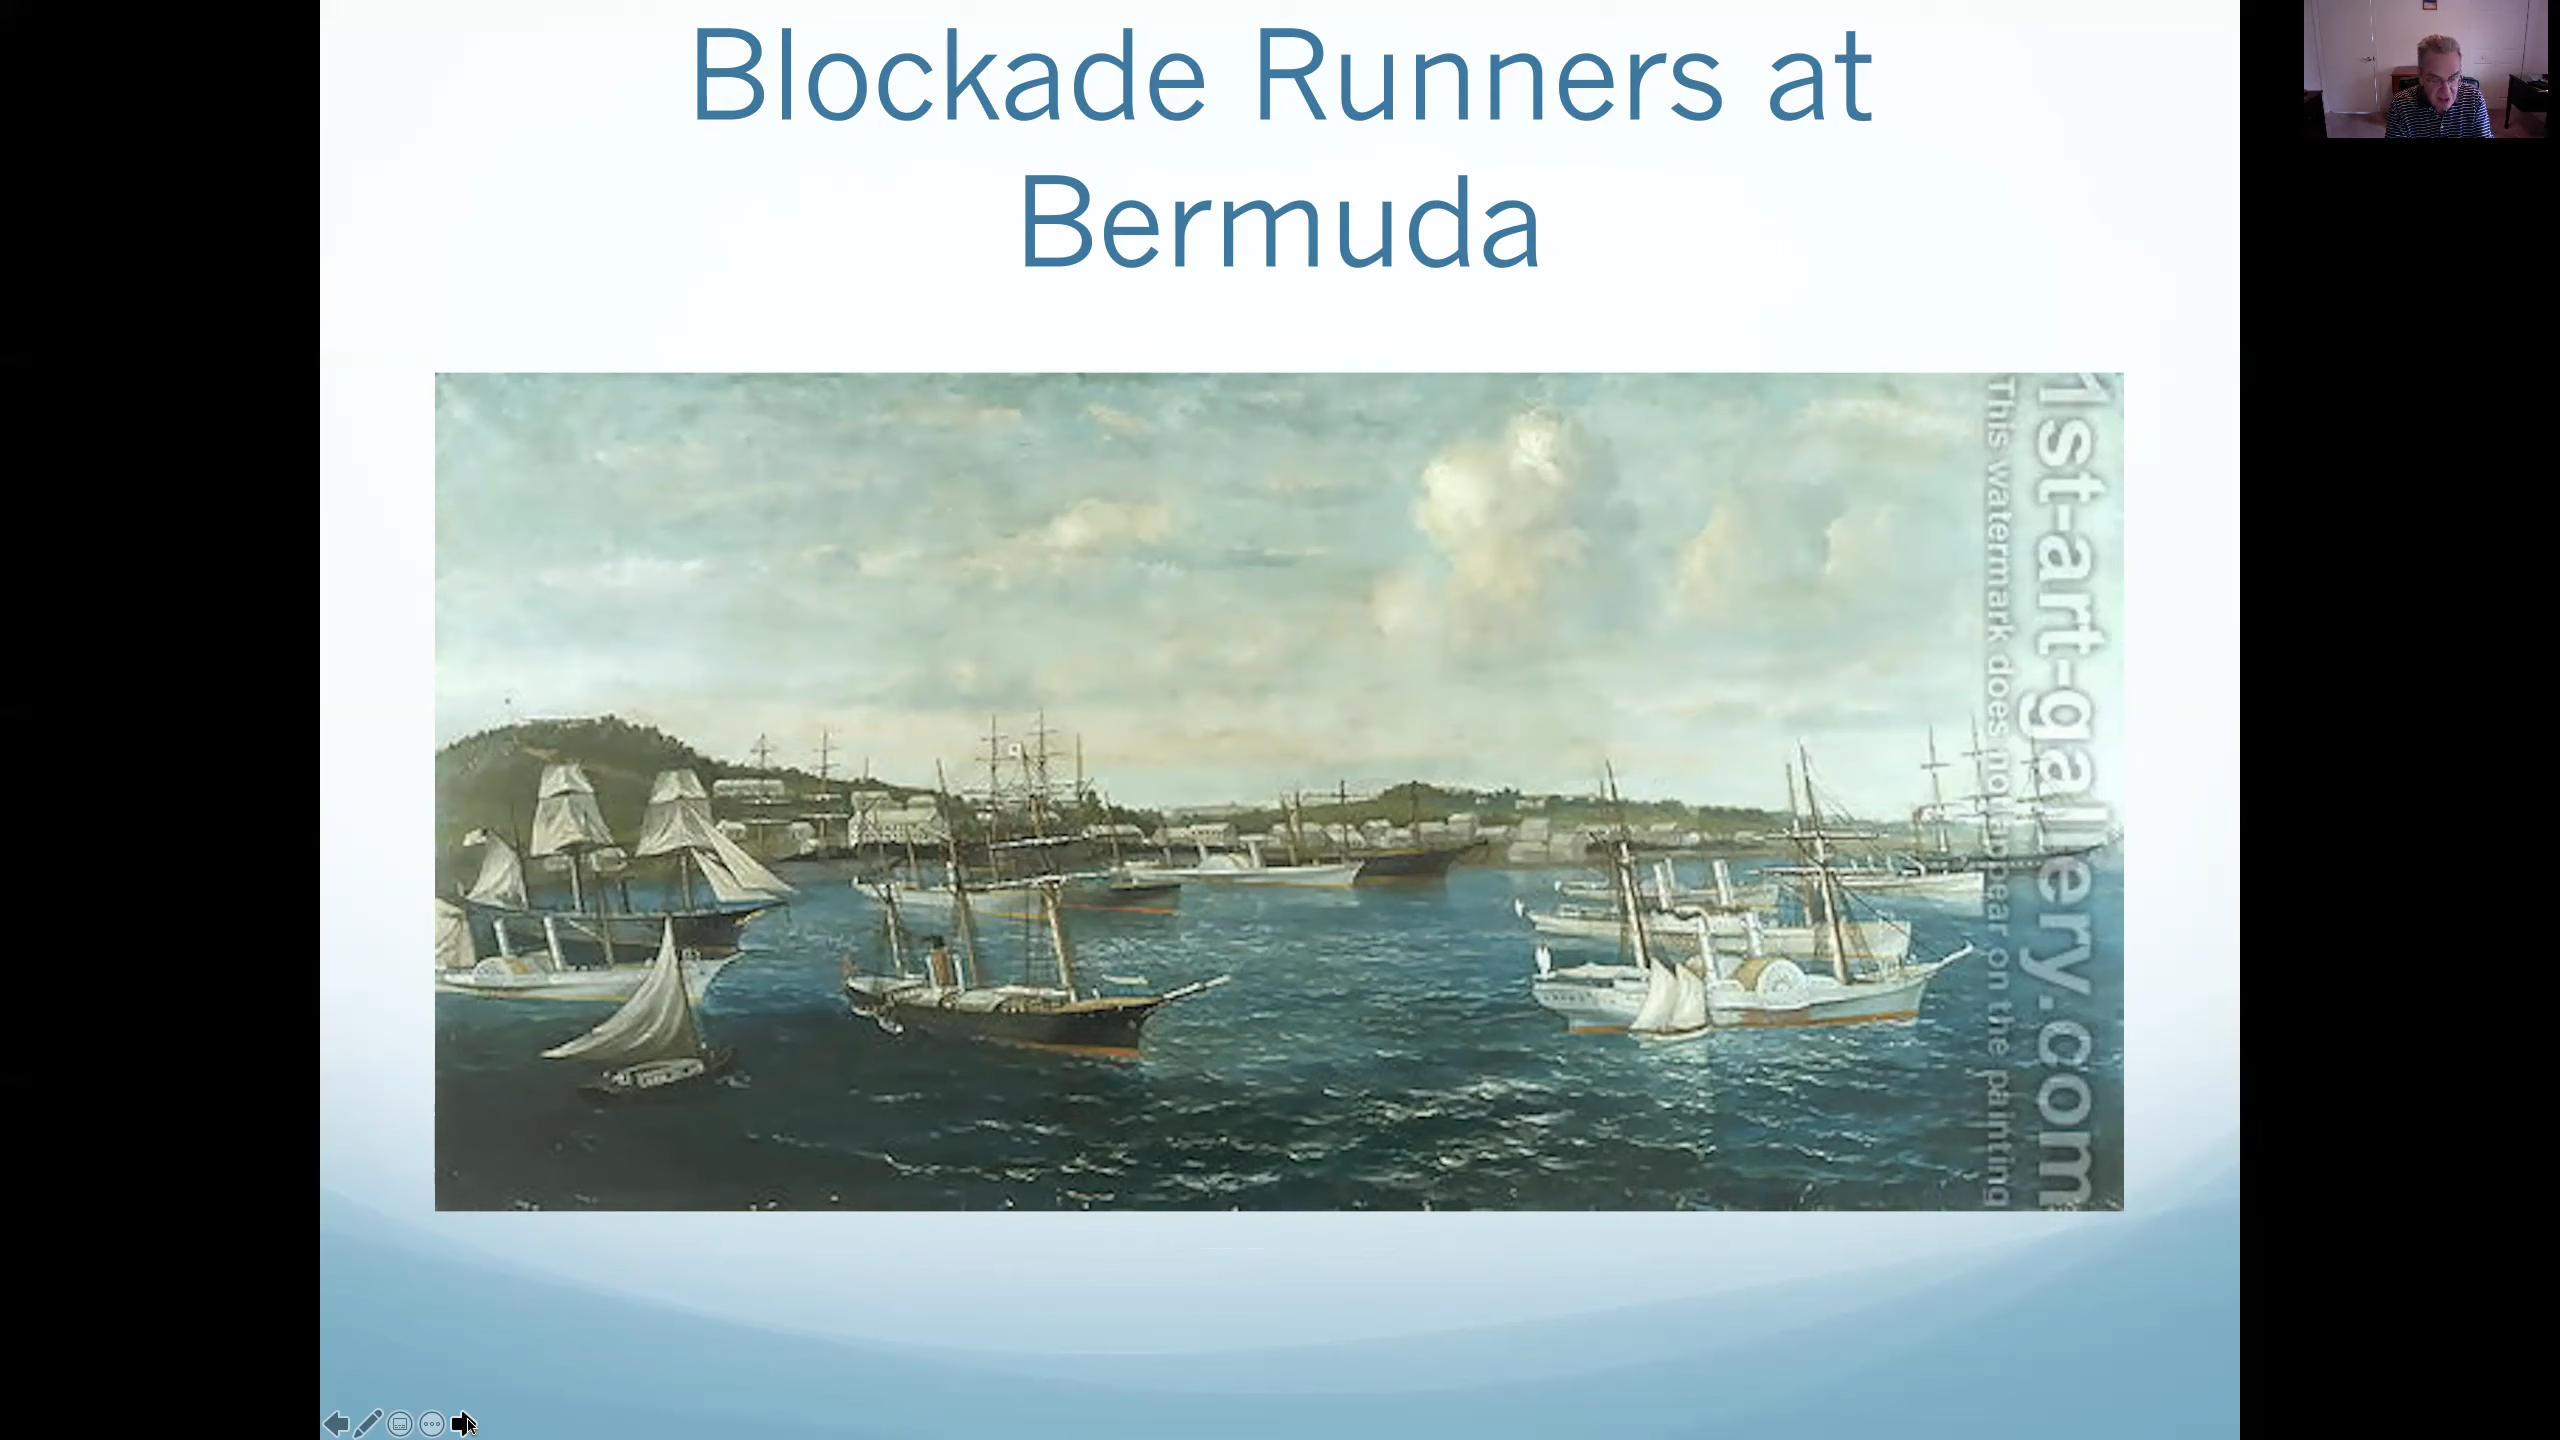 Blockade Runners at
Bermuda
1st-art-gallery.com
This watermark does not appear on the painting